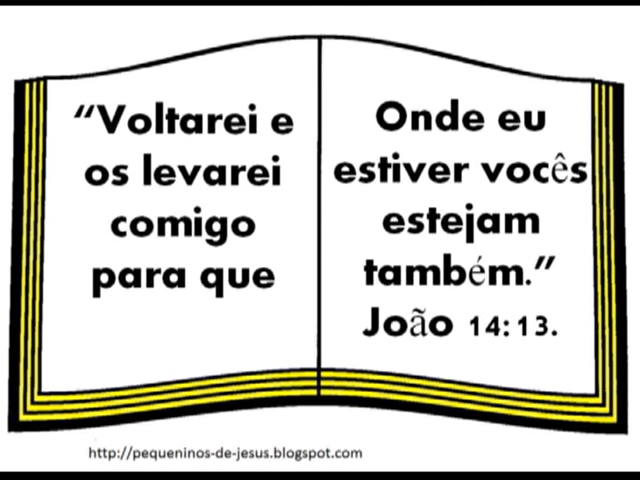 “Voltarei e
os levarei
comigo
para que
Onde eu
estiver vocês
estejam
também.”
João 14:13.
http://pequeninos-de-jesus.blogspot.com